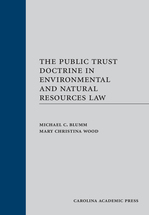 THE PUBLIC TRUST
DOCTRINE IN
ENVIRONMENTAL
AND NATURAL
RESOURCES LAW
MICHAEL C. BLUMM
MARY CHRISTINA WOOD
CAROLINA ACADEMIC PRESS